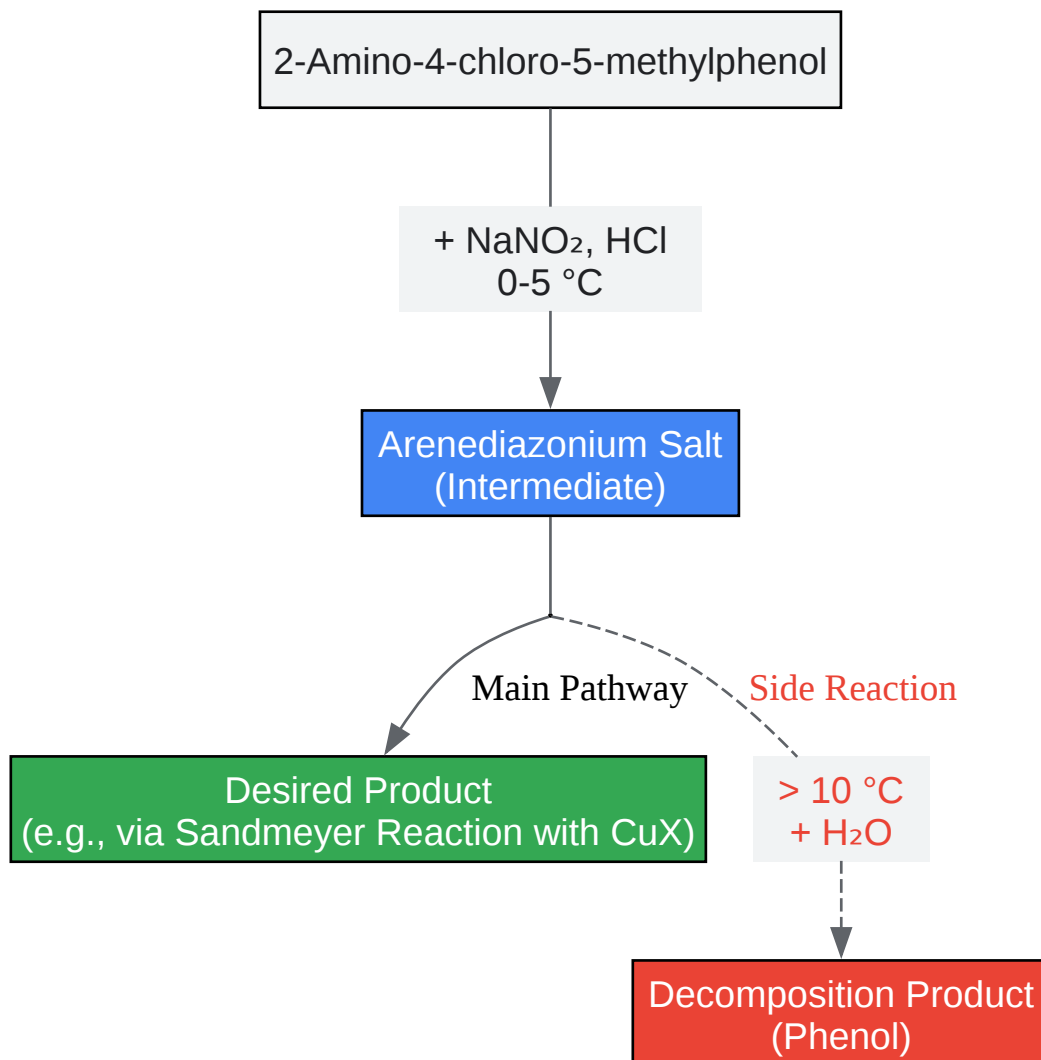 2-Amino-4-chloro-5-methylphenol
+ NaNO₂, HCl
0-5 °C
Arenediazonium Salt
(Intermediate)
Main Pathway
Side Reaction
Desired Product
(e.g., via Sandmeyer Reaction with CuX)
> 10 °C
+ H₂O
Decomposition Product
(Phenol)